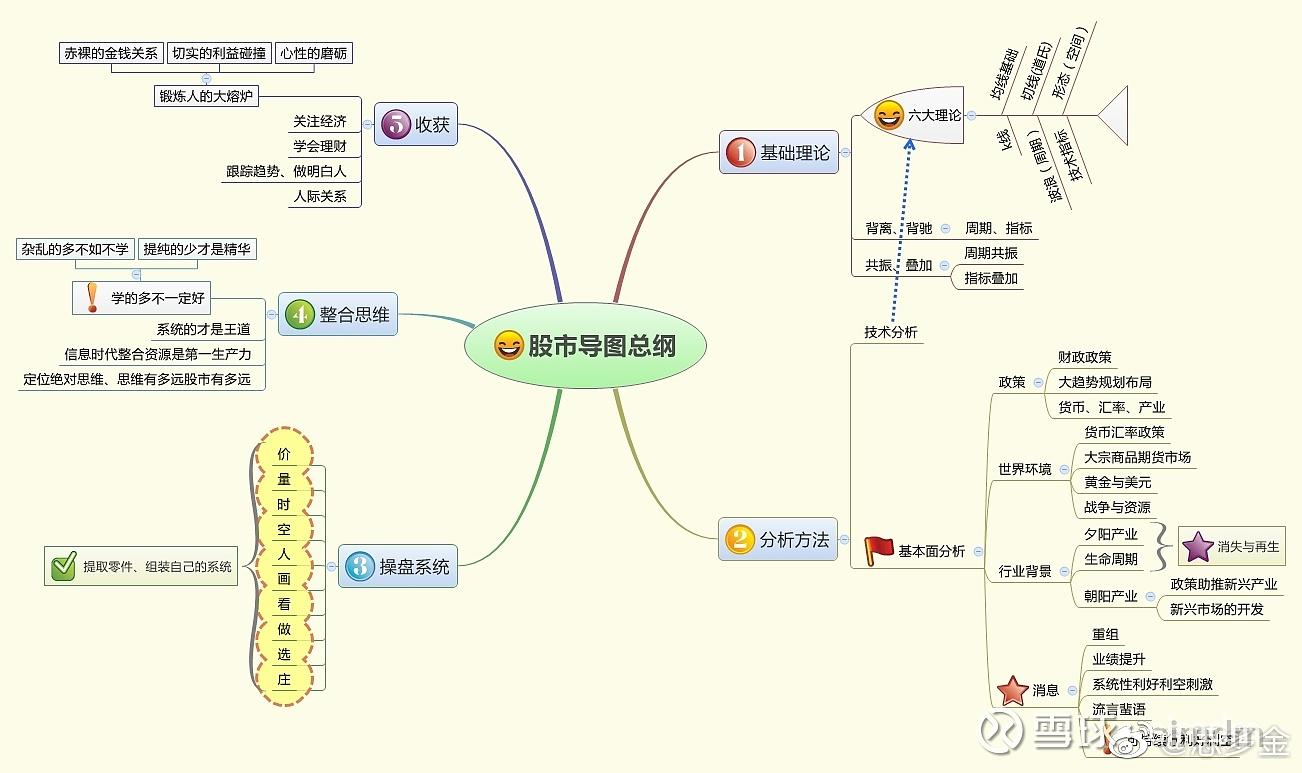 股市导图总纲
1 基础理论
六大理论
均线基础
切线(道氏)
形态（空间）
K线
波浪（周期）
技术指标
背离、背驰
周期、指标
共振、叠加
周期共振
指标叠加
2 分析方法
技术分析
基本面分析
政策
财政政策
大趋势规划布局
货币、汇率、产业
世界环境
货币汇率政策
大宗商品期货市场
黄金与美元
战争与资源
行业背景
夕阳产业
生命周期
消失与再生
朝阳产业
政策助推新兴产业
新兴市场的开发
消息
重组
业绩提升
系统性利好利空刺激
流言蜚语
3 操盘系统
价
量
时
空
人
画
看
做
选
庄
提取零件、组装自己的系统
4 整合思维
学的多不一定好
杂乱的多不如不学
提纯的少才是精华
系统的才是王道
信息时代整合资源是第一生产力
定位绝对思维、思维有多远股市有多远
5 收获
锻炼人的大熔炉
赤裸的金钱关系
切实的利益碰撞
心性的磨砺
关注经济
学会理财
跟踪趋势、做明白人
人际关系
雪球